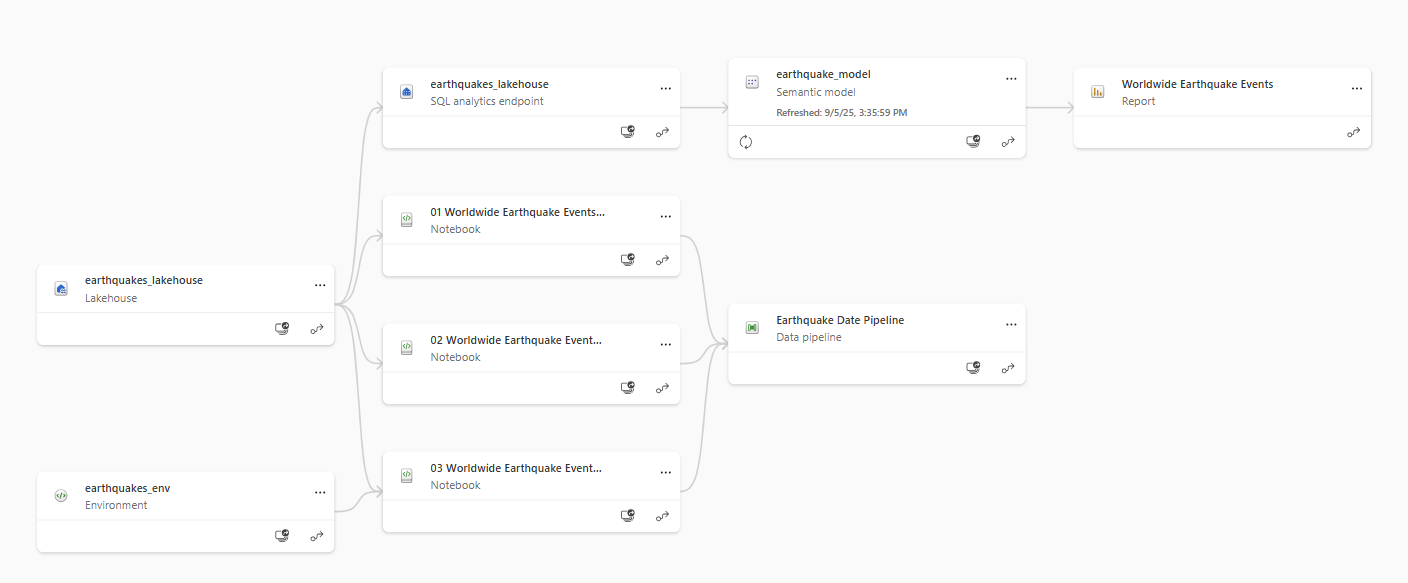 earthquakes_lakehouse
SQL analytics endpoint
earthquake_model
Semantic model
Refreshed: 9/5/25, 3:35:59 PM
Worldwide Earthquake Events
Report
01 Worldwide Earthquake Events...
Notebook
earthquakes_lakehouse
Lakehouse
02 Worldwide Earthquake Event...
Notebook
Earthquake Date Pipeline
Data pipeline
03 Worldwide Earthquake Event...
Notebook
earthquakes_env
Environment